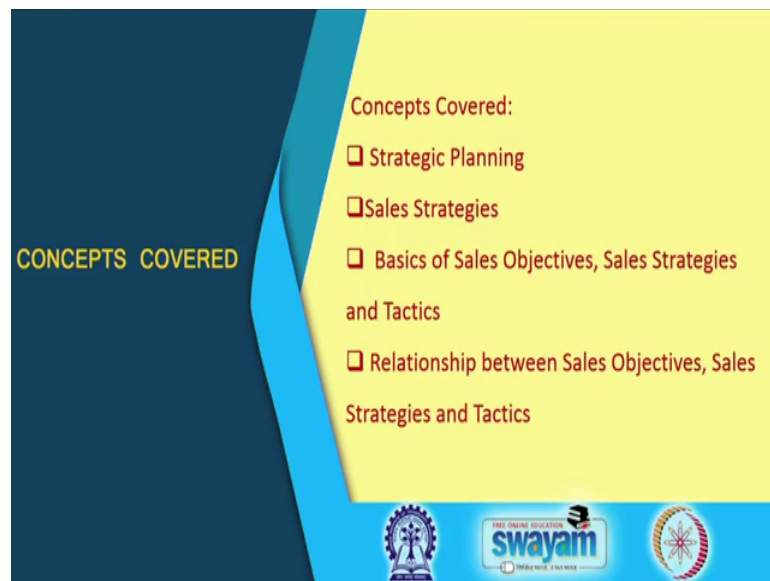 CONCEPTS COVERED
Concepts Covered:
Strategic Planning
Sales Strategies
Basics of Sales Objectives, Sales Strategies
and Tactics
Relationship between Sales Objectives, Sales
Strategies and Tactics
FREE ONLINE EDUCATION
swayam